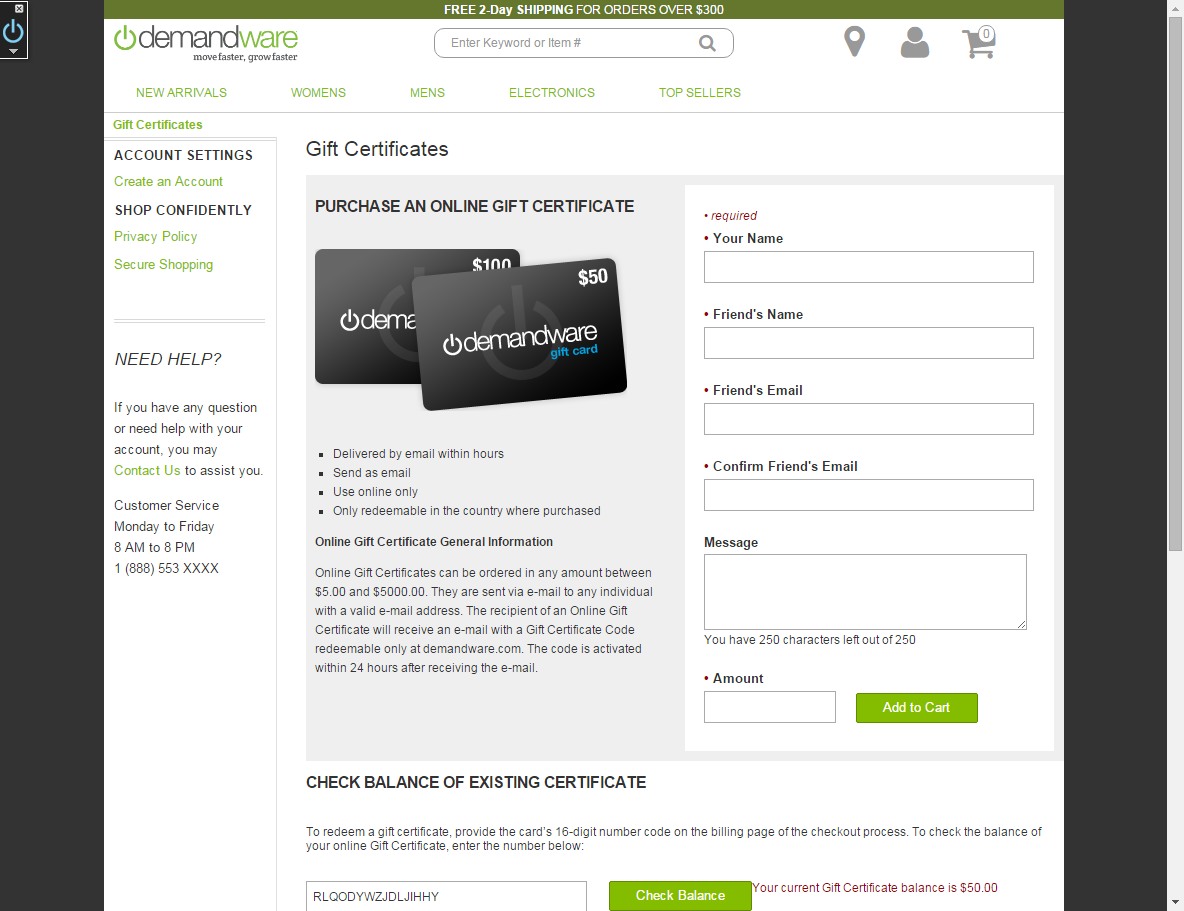 FREE 2-Day SHIPPING FOR ORDERS OVER $300
demandware
move faster, grow faster
Enter Keyword or Item #
0
NEW ARRIVALS WOMENS MENS ELECTRONICS TOP SELLERS
Gift Certificates
ACCOUNT SETTINGS
Create an Account
SHOP CONFIDENTLY
Privacy Policy
Secure Shopping
NEED HELP?
If you have any question
or need help with your
account, you may
Contact Us to assist you.
Customer Service
Monday to Friday
8 AM to 8 PM
1 (888) 553 XXXX
Gift Certificates
PURCHASE AN ONLINE GIFT CERTIFICATE
$100
dema
$50
demandware
gift card
Delivered by email within hours
Send as email
Use online only
Only redeemable in the country where purchased
Online Gift Certificate General Information
Online Gift Certificates can be ordered in any amount between
$5.00 and $5000.00. They are sent via e-mail to any individual
with a valid e-mail address. The recipient of an Online Gift
Certificate will receive an e-mail with a Gift Certificate Code
redeemable only at demandware.com. The code is activated
within 24 hours after receiving the e-mail.
• required
• Your Name
• Friend's Name
• Friend's Email
• Confirm Friend's Email
Message
You have 250 characters left out of 250
• Amount
Add to Cart
CHECK BALANCE OF EXISTING CERTIFICATE
To redeem a gift certificate, provide the card's 16-digit number code on the billing page of the checkout process. To check the balance of
your online Gift Certificate, enter the number below:
RLQODYWZJDLJIHHY
Check Balance
Your current Gift Certificate balance is $50.00